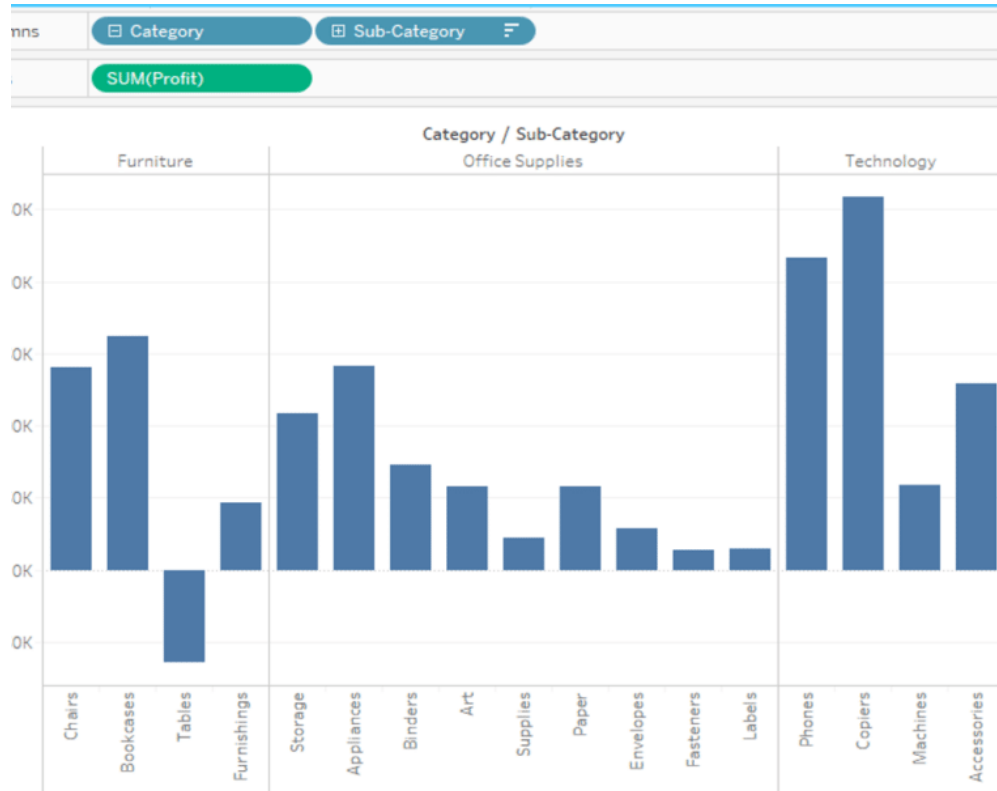 mns Category Sub-Category
SUM(Profit)
Category / Sub-Category
Furniture Office Supplies Technology
0K
0K
0K
0K
0K
0K
0K
Chairs Bookcases Tables Furnishings Storage Appliances Binders Art Supplies Paper Envelopes Fasteners Labels Phones Copiers Machines Accessories